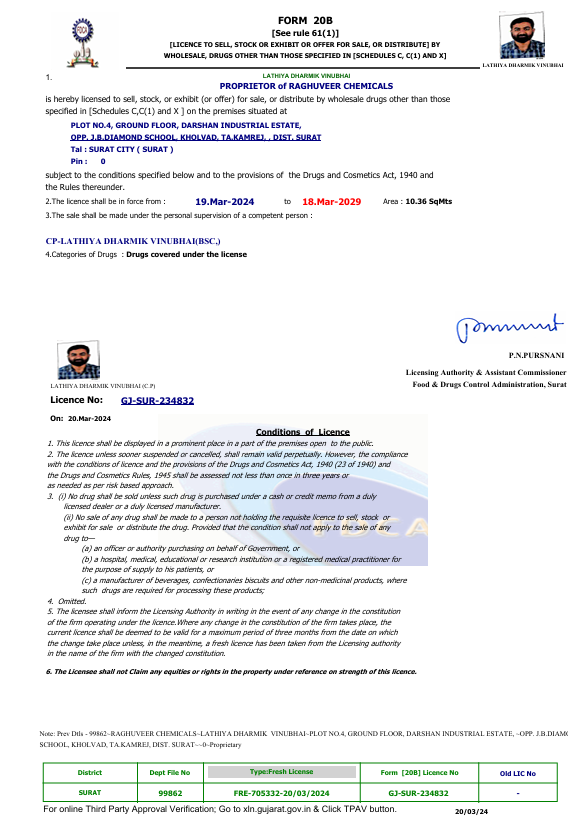 FORM 20B
[See rule 61(1)]
[LICENCE TO SELL, STOCK OR EXHIBIT OR OFFER FOR SALE, OR DISTRIBUTE] BY
WHOLESALE, DRUGS OTHER THAN THOSE SPECIFIED IN [SCHEDULES C, C(1) AND X]
LATHIYA DHARMIK VINUBHAI
1.
LATHIYA DHARMIK VINUBHAI
PROPRIETOR of RAGHUVEER CHEMICALS
is hereby licensed to sell, stock, or exhibit (or offer) for sale, or distribute by wholesale drugs other than those
specified in [Schedules C,C(1) and X ] on the premises situated at
PLOT NO.4, GROUND FLOOR, DARSHAN INDUSTRIAL ESTATE,
OPP. J.B.DIAMOND SCHOOL, KHOLVAD, TA.KAMREJ, , DIST. SURAT
Tal : SURAT CITY ( SURAT )
Pin : 0
subject to the conditions specified below and to the provisions of the Drugs and Cosmetics Act, 1940 and
the Rules thereunder.
2.The licence shall be in force from : 19.Mar-2024 to 18.Mar-2029 Area : 10.36 SqMts
3.The sale shall be made under the personal supervision of a competent person :
CP-LATHIYA DHARMIK VINUBHAI(BSC,)
4.Categories of Drugs : Drugs covered under the license
P.N.PURSNANI
Licensing Authority & Assistant Commissioner
Food & Drugs Control Administration, Surat
LATHIYA DHARMIK VINUBHAI (C.P)
Licence No: GJ-SUR-234832
On: 20.Mar-2024
Conditions of Licence
1. This licence shall be displayed in a prominent place in a part of the premises open to the public.
2. The licence unless sooner suspended or cancelled, shall remain valid perpetually. However, the compliance
with the conditions of licence and the provisions of the Drugs and Cosmetics Act, 1940 (23 of 1940) and
the Drugs and Cosmetics Rules, 1945 shall be assessed not less than once in three years or
as needed as per risk based approach.
3. (i) No drug shall be sold unless such drug is purchased under a cash or credit memo from a duly
licensed dealer or a duly licensed manufacturer.
(ii) No sale of any drug shall be made to a person not holding the requisite licence to sell, stock or
exhibit for sale or distribute the drug. Provided that the condition shall not apply to the sale of any
drug to—
(a) an officer or authority purchasing on behalf of Government, or
(b) a hospital, medical, educational or research institution or a registered medical practitioner for
the purpose of supply to his patients, or
(c) a manufacturer of beverages, confectionaries biscuits and other non-medicinal products, where
such drugs are required for processing these products;
4. Omitted.
5. The licensee shall inform the Licensing Authority in writing in the event of any change in the constitution
of the firm operating under the licence.Where any change in the constitution of the firm takes place, the
current licence shall be deemed to be valid for a maximum period of three months from the date on which
the change take place unless, in the meantime, a fresh licence has been taken from the Licensing authority
in the name of the firm with the changed constitution.
6. The Licensee shall not Claim any equities or rights in the property under reference on strength of this licence.
Note: Prev Dtls - 99862~RAGHUVEER CHEMICALS~LATHIYA DHARMIK VINUBHAI~PLOT NO.4, GROUND FLOOR, DARSHAN INDUSTRIAL ESTATE, ~OPP. J.B.DIAMO
SCHOOL, KHOLVAD, TA.KAMREJ, DIST. SURAT~~0~Proprietary
District Dept File No Type:Fresh License Form [20B] Licence No Old LIC No
SURAT 99862 FRE-705332-20/03/2024 GJ-SUR-234832 -
For online Third Party Approval Verification; Go to xln.gujarat.gov.in & Click TPAV button.
20/03/24